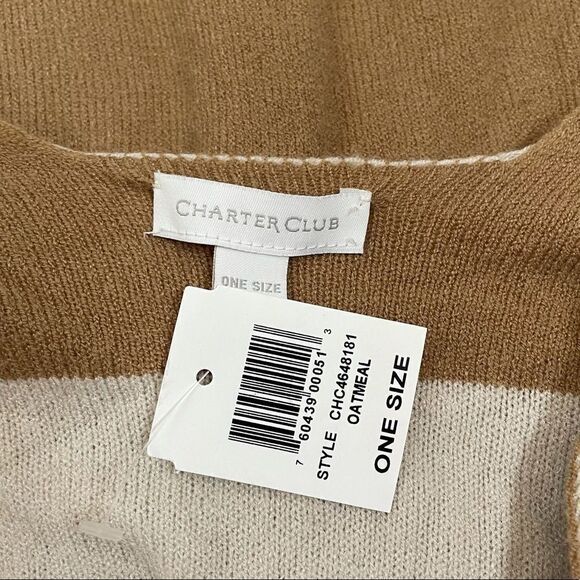 CHARTER CLUB
ONE SIZE
7 60439 00051 3
STYLE CHC4648181
OATMEAL
ONE SIZE